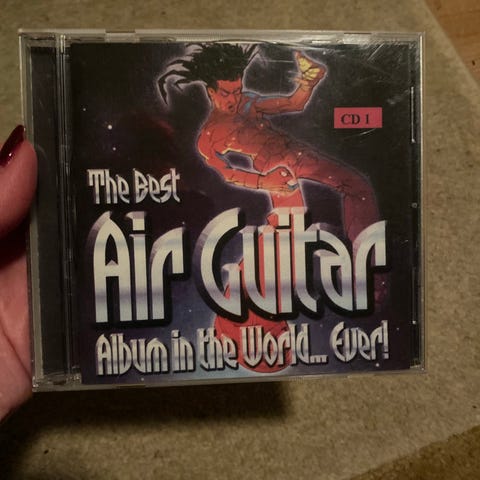 CD 1
The Best
Air Guitar
Album in the World... Ever!